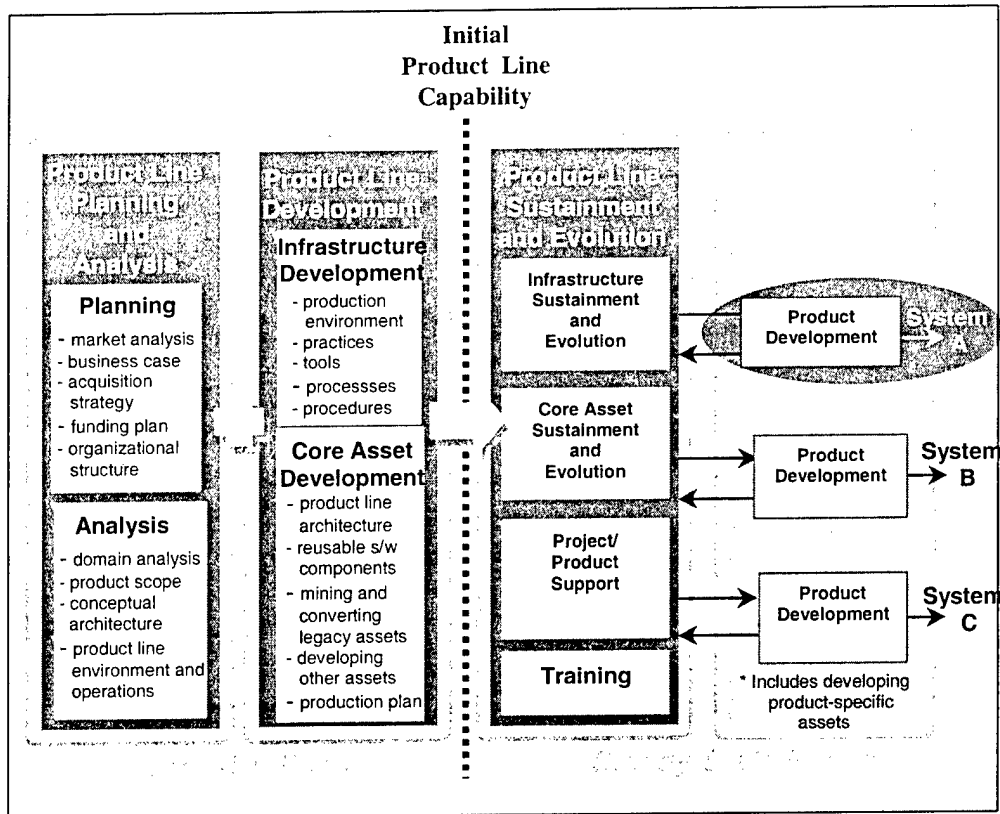 Initial
Product Line
Capability
Product Line
Planning
and
Analysis
Planning
- market analysis
- business case
- acquisition
strategy
- funding plan
- organizational
structure
Analysis
- domain analysis
- product scope
- conceptual
architecture
- product line
environment and
operations
Product Line
Development
Infrastructure
Development
- production
environment
- practices
- tools
- processses
- procedures
Core Asset
Development
- product line
architecture
- reusable s/w
components
- mining and
converting
legacy assets
- developing
other assets
- production plan
Product Line
Sustainment
and Evolution
Infrastructure
Sustainment
and
Evolution
Core Asset
Sustainment
and
Evolution
Project/
Product
Support
Training
Product
Development
System
A
Product
Development
System
B
Product
Development
System
C
* Includes developing
product-specific
assets